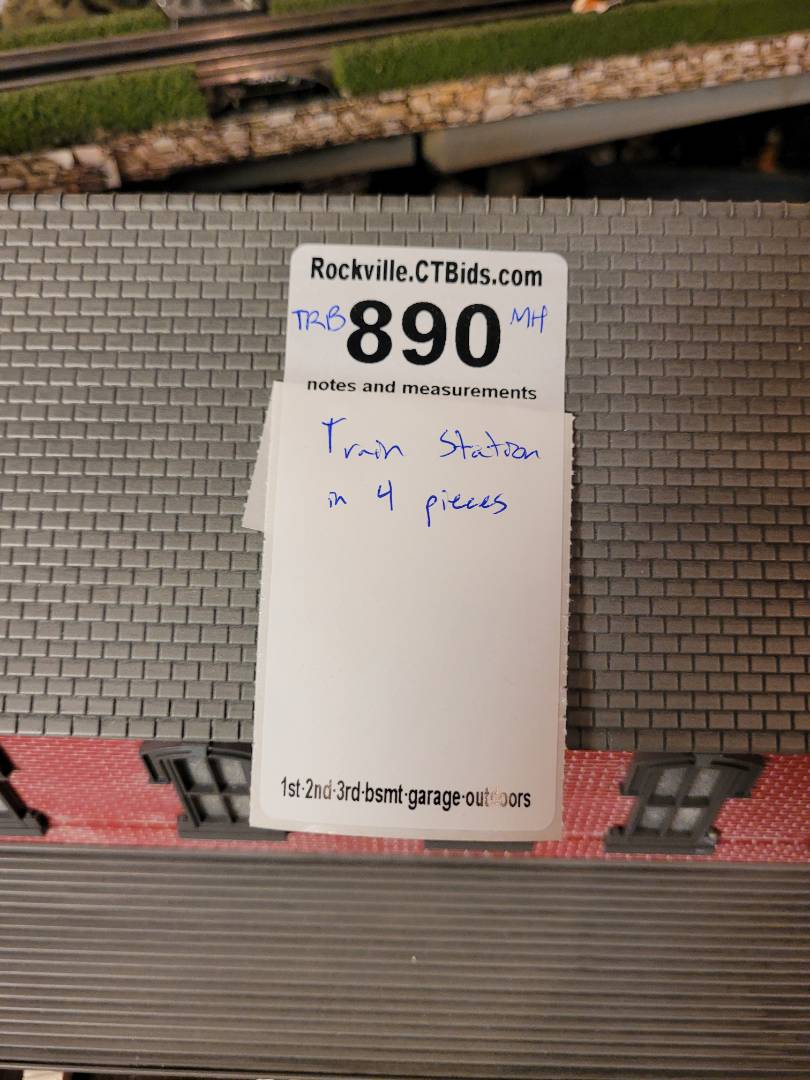 Rockville.CTBids.com
TRB 890 MH
notes and measurements
Train Station
in 4 pieces
1st·2nd·3rd·bsmt·garage·outdoors